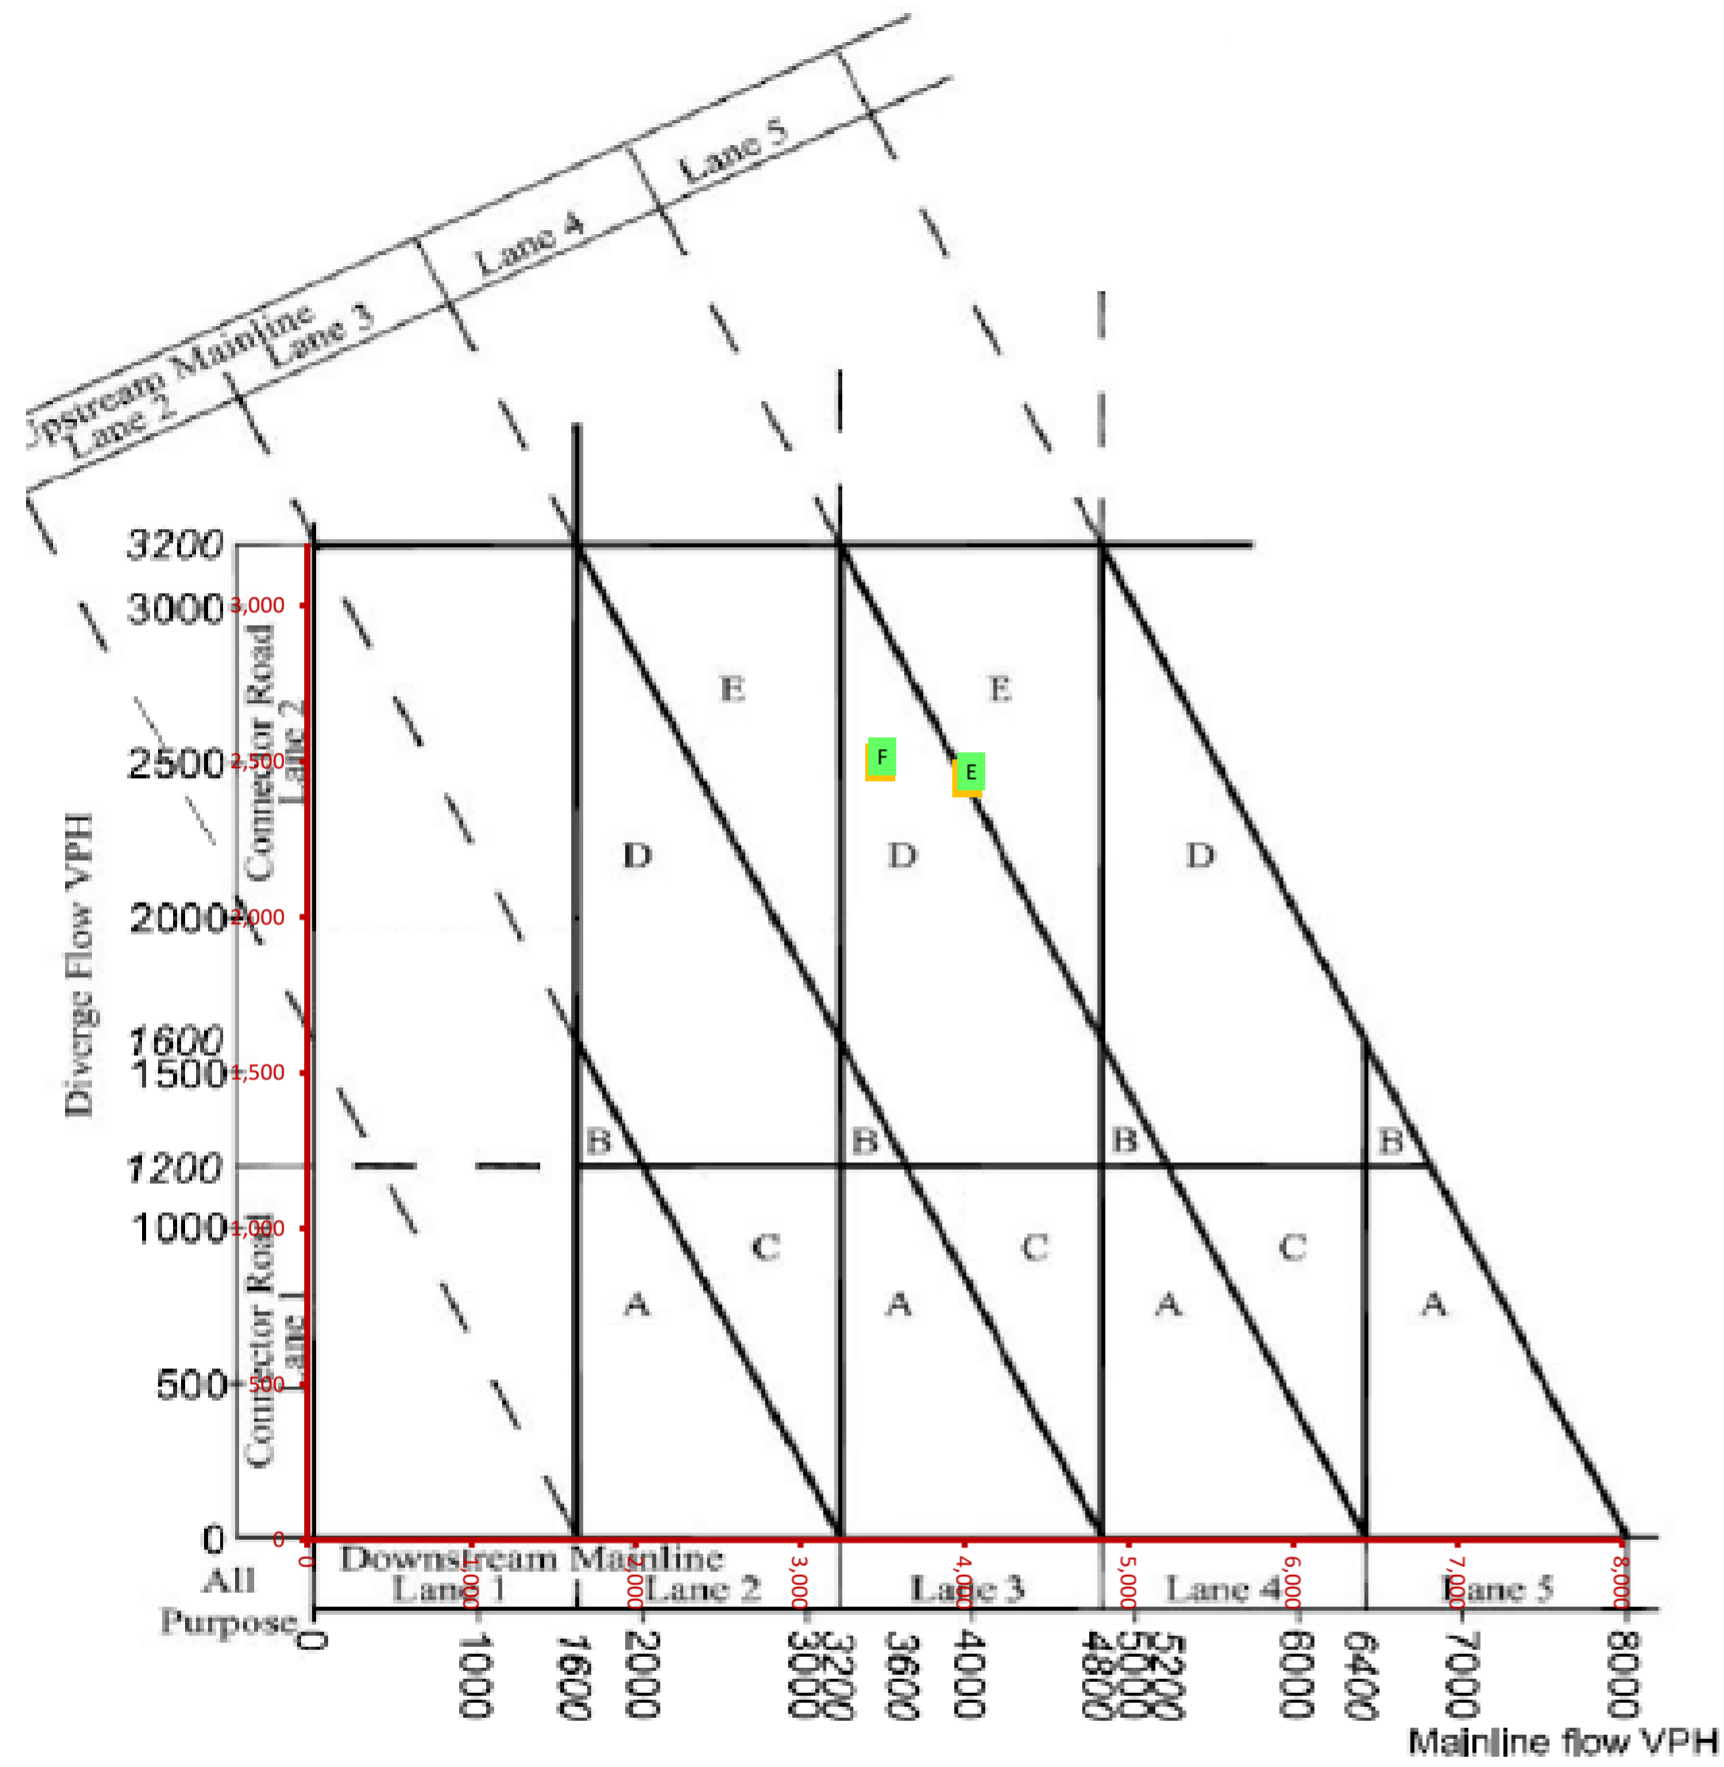 Lane 5
Lane 4
Upstream Mainline
Lane 3
Lane 2
3200
3000
3,000
Connector Road
Lane 2
E
E
F
E
2500
2,500
D
D
D
Diverge Flow VPH
2000
2,000
1600
1500
1,500
B
B
B
B
1200
1000
1,000
Connector Road
Lane 1
C
C
C
A
A
A
A
500
500
0
0
0
1,000
2,000
3,000
4,000
5,000
6,000
7,000
8,000
Downstream Mainline
All
Purpose
Lane 1
Lane 2
Lane 3
Lane 4
Lane 5
0
1000
1600
2000
3000
3200
3600
4000
4800
5000
5200
6000
6400
7000
8000
Mainline flow VPH